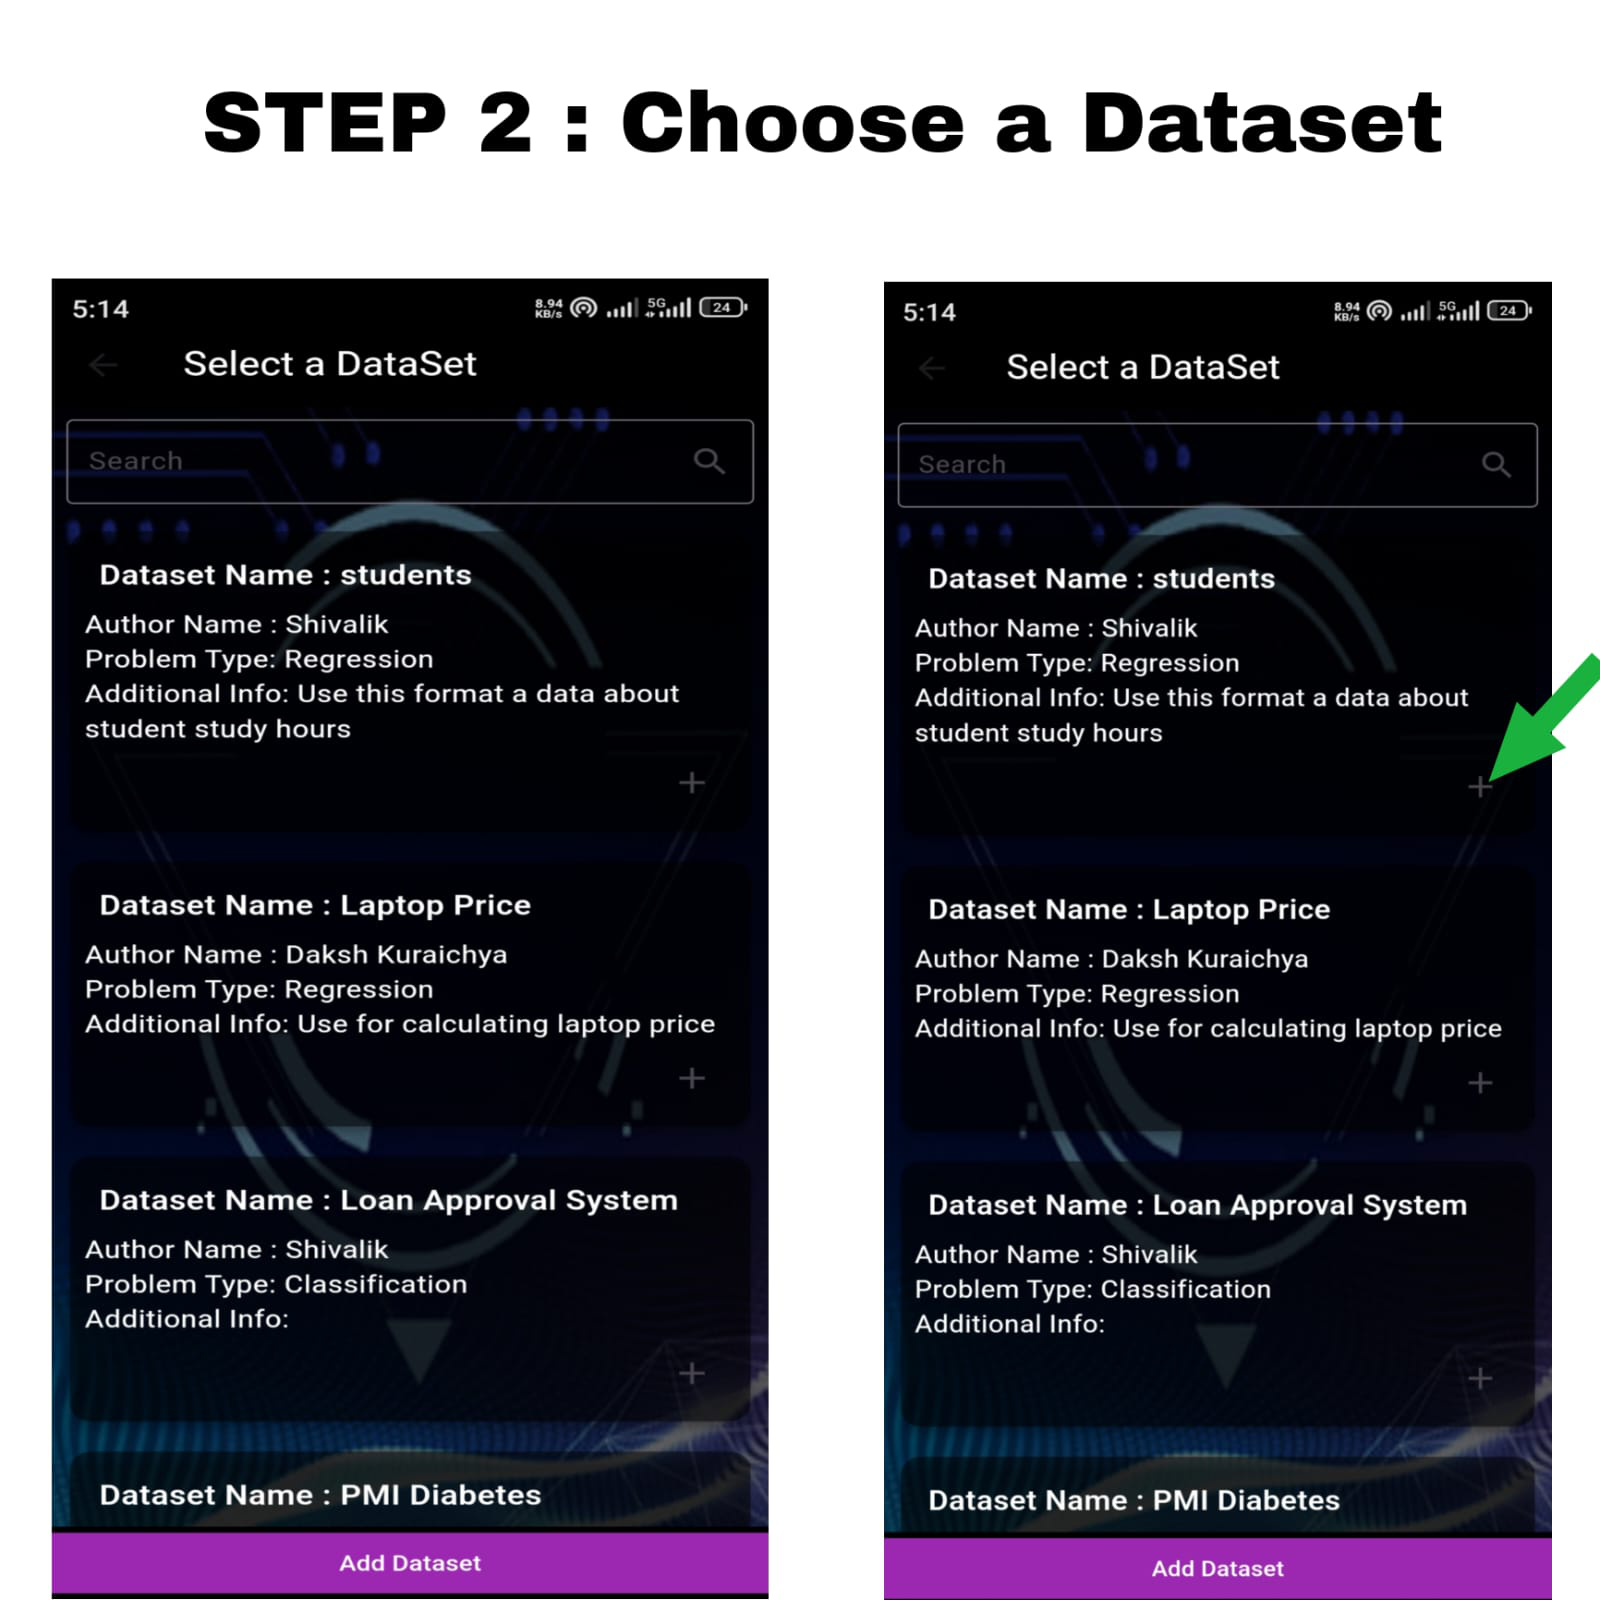 STEP 2 : Choose a Dataset
5:14
8.94
KB/s
5G
24
Select a DataSet
Search
Dataset Name : students
Author Name : Shivalik
Problem Type: Regression
Additional Info: Use this format a data about
student study hours
+
Dataset Name : Laptop Price
Author Name : Daksh Kuraichya
Problem Type: Regression
Additional Info: Use for calculating laptop price
+
Dataset Name : Loan Approval System
Author Name : Shivalik
Problem Type: Classification
Additional Info:
+
Dataset Name : PMI Diabetes
Add Dataset
5:14
8.94
KB/s
5G
24
Select a DataSet
Search
Dataset Name : students
Author Name : Shivalik
Problem Type: Regression
Additional Info: Use this format a data about
student study hours
+
Dataset Name : Laptop Price
Author Name : Daksh Kuraichya
Problem Type: Regression
Additional Info: Use for calculating laptop price
+
Dataset Name : Loan Approval System
Author Name : Shivalik
Problem Type: Classification
Additional Info:
+
Dataset Name : PMI Diabetes
Add Dataset